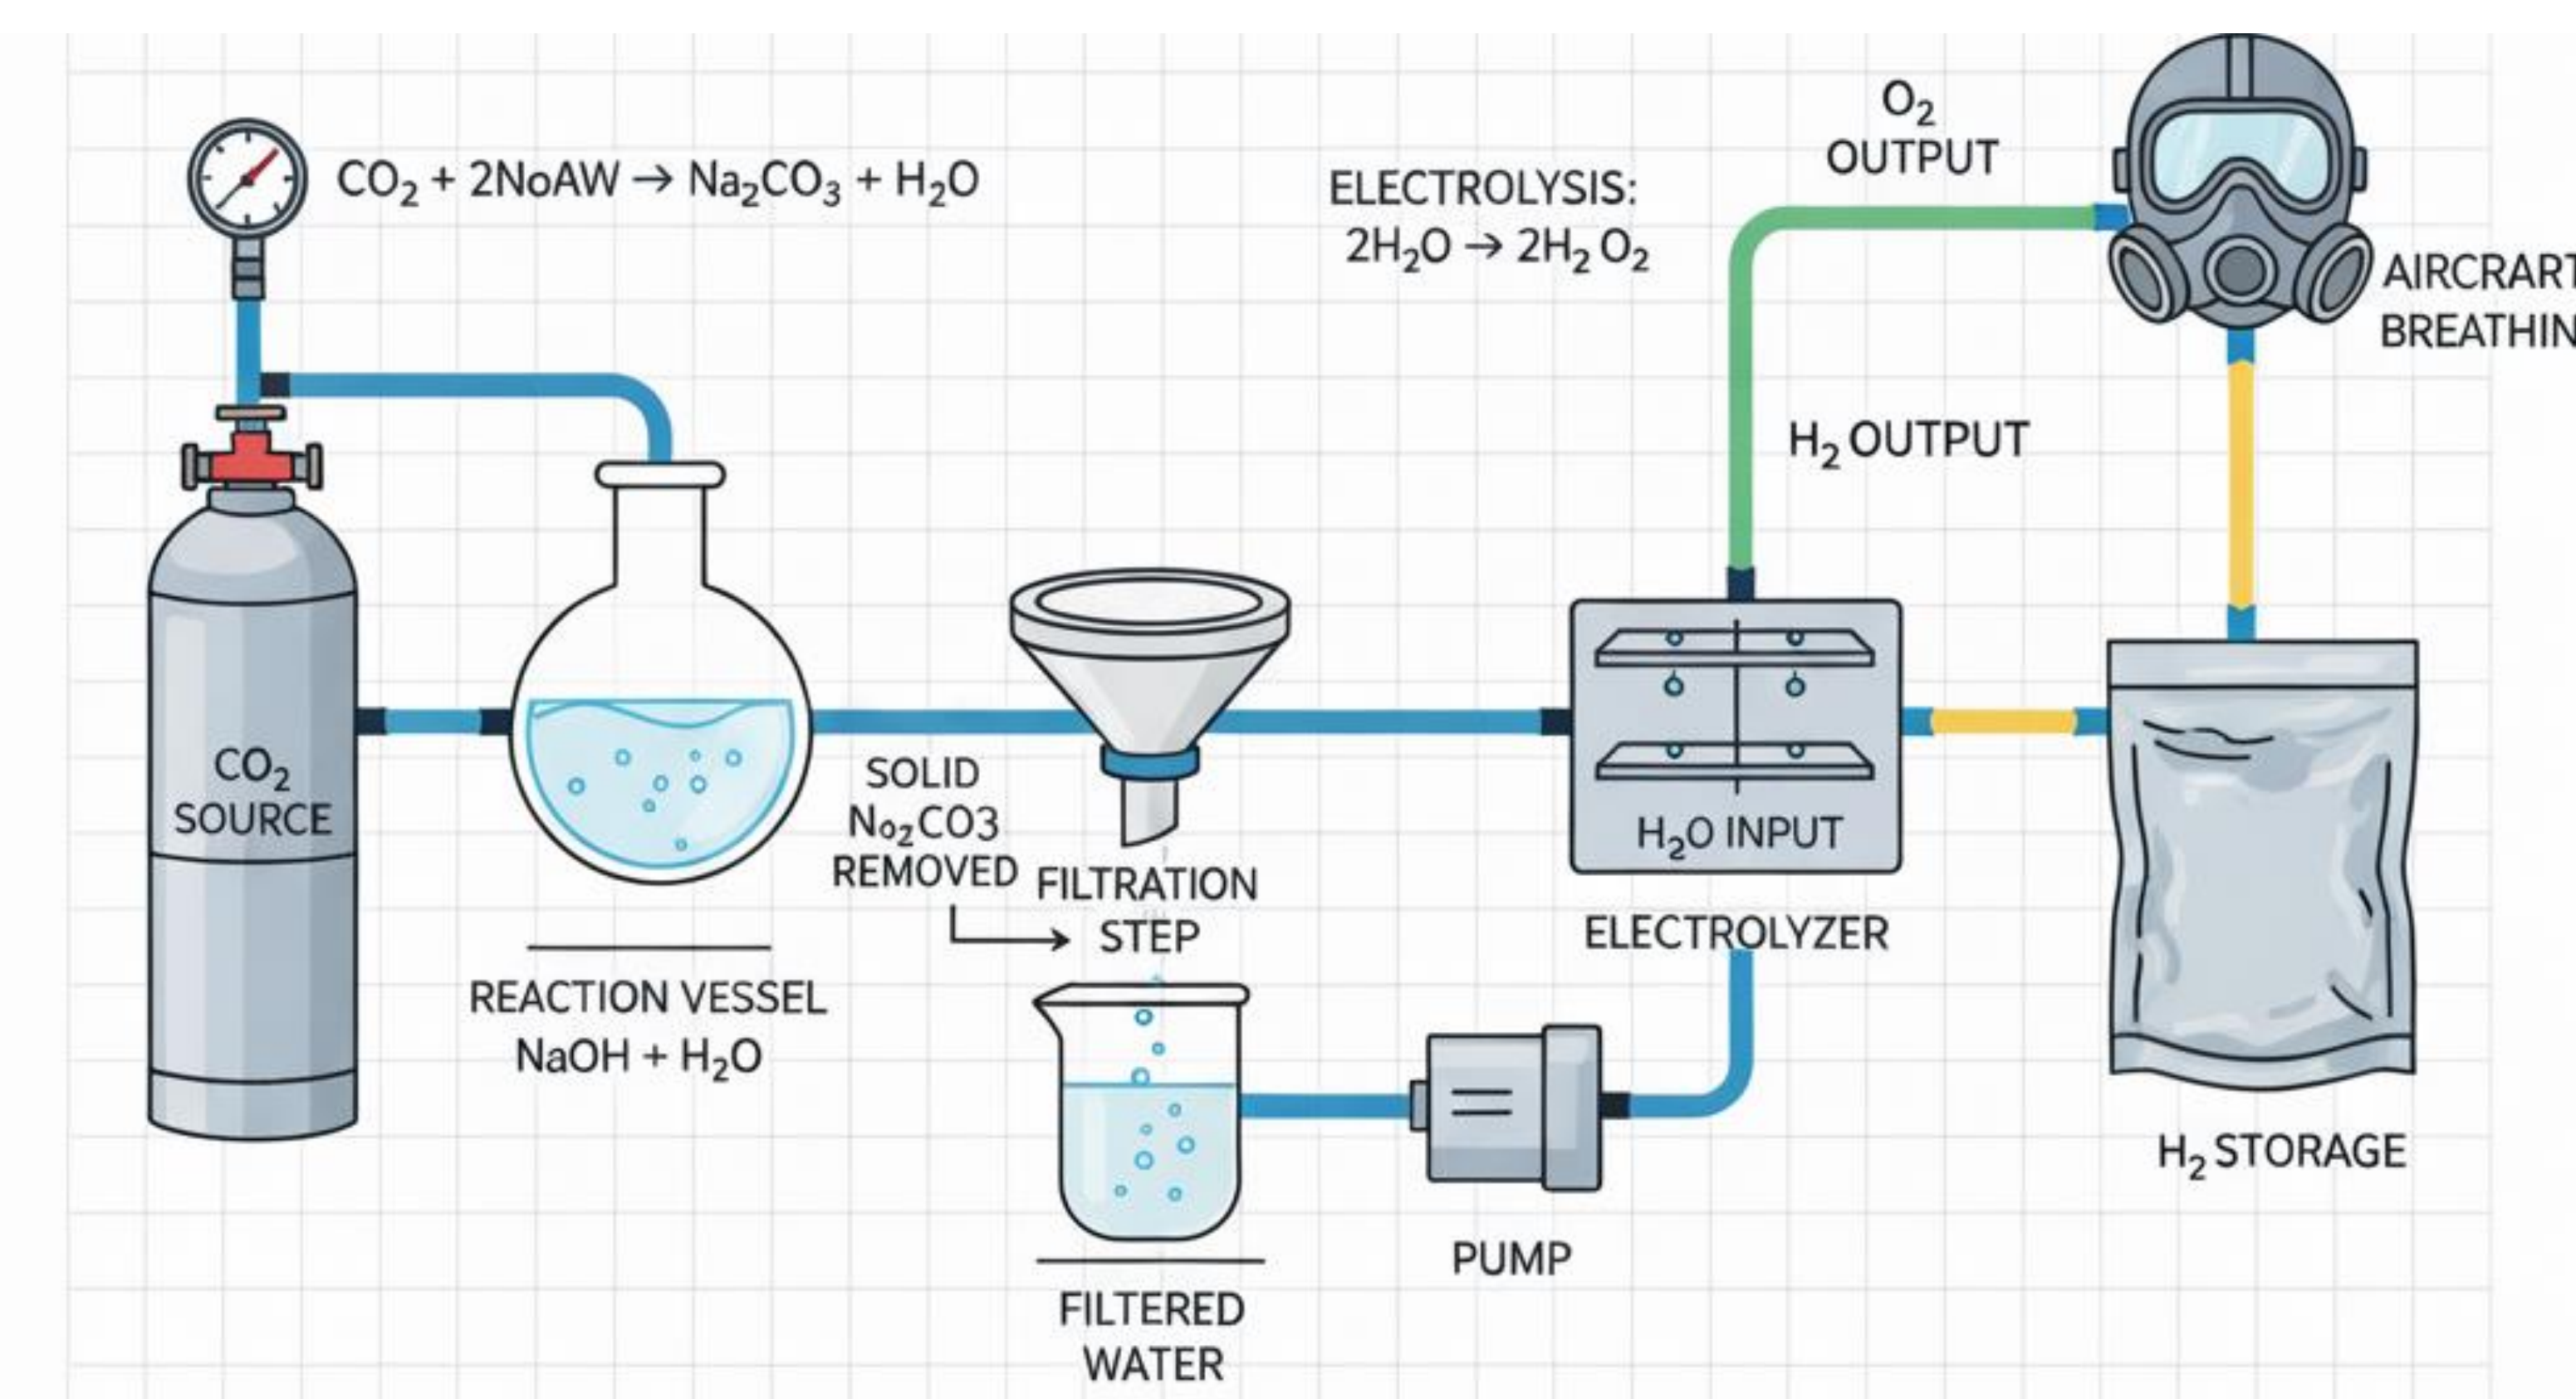 CO₂ + 2NoAW → Na₂CO₃ + H₂O
ELECTROLYSIS:
2H₂O → 2H₂ O₂
O₂
OUTPUT
AIRCRART
BREATHIN
H₂ OUTPUT
CO₂
SOURCE
SOLID
No₂CO3
REMOVED
FILTRATION
STEP
H₂O INPUT
ELECTROLYZER
REACTION VESSEL
NaOH + H₂O
H₂ STORAGE
PUMP
FILTERED
WATER